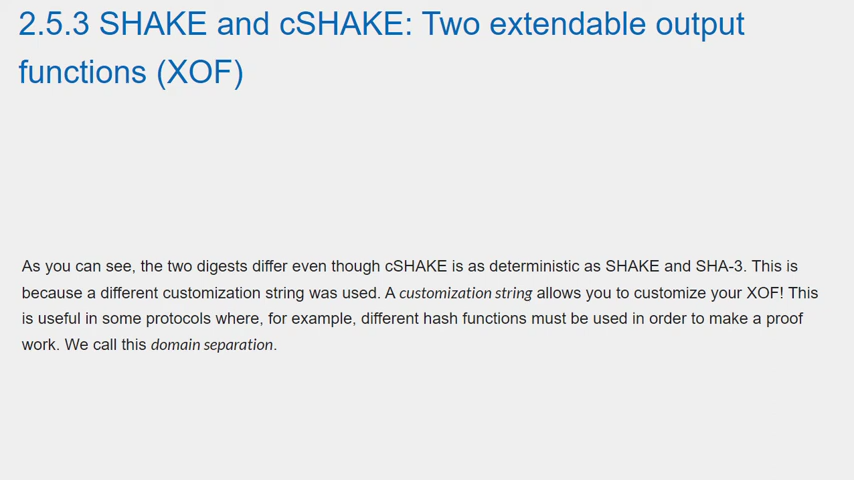 2.5.3 SHAKE and cSHAKE: Two extendable output
functions (XOF)
As you can see, the two digests differ even though cSHAKE is as deterministic as SHAKE and SHA-3. This is
because a different customization string was used. A customization string allows you to customize your XOF! This
is useful in some protocols where, for example, different hash functions must be used in order to make a proof
work. We call this domain separation.